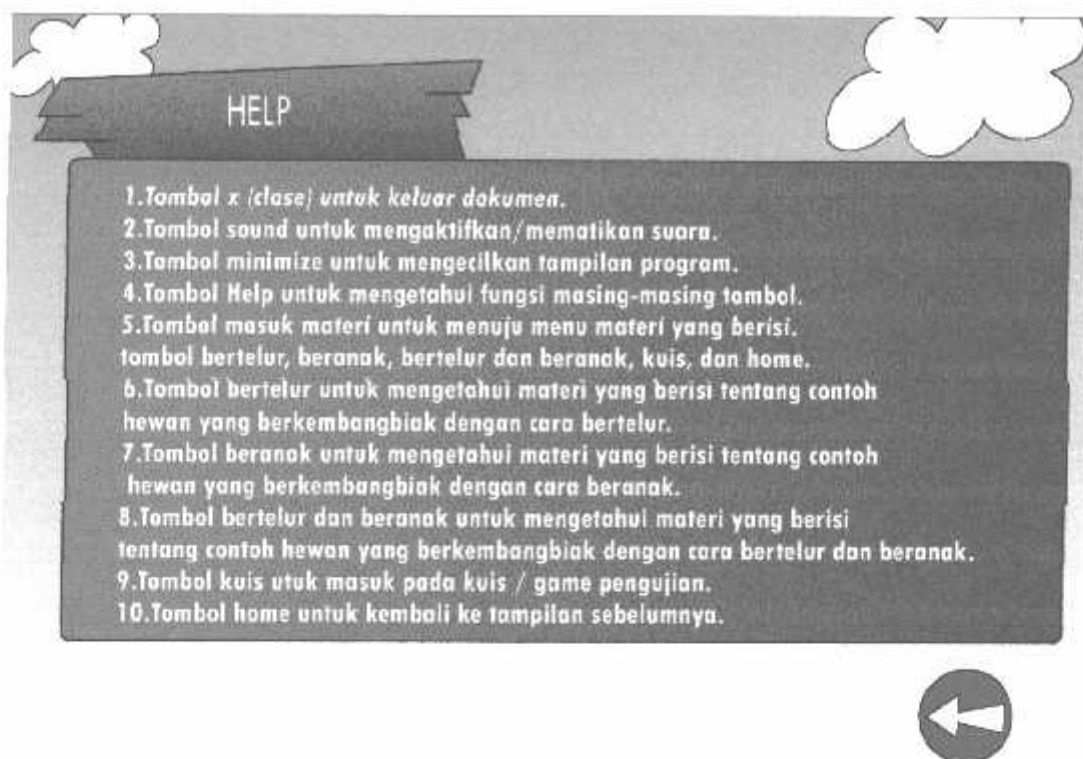 HELP
1.Tombol x (close) untuk keluar dokumen.
2.Tombol sound untuk mengaktifkan/mematikan suara.
3.Tombol minimize untuk mengecilkan tampilan program.
4.Tombol Help untuk mengetahui fungsi masing-masing tombol.
5.Tombol masuk materi untuk menuju menu materi yang berisi.
tombol bertelur, beranak, bertelur dan beranak, kuis, dan home.
6.Tombol bertelur untuk mengetahui materi yang berisi tentang contoh
hewan yang berkembangbiak dengan cara bertelur.
7.Tombol beranak untuk mengetahui materi yang berisi tentang contoh
hewan yang berkembangbiak dengan cara beranak.
8.Tombol bertelur dan beranak untuk mengetahui materi yang berisi
tentang contoh hewan yang berkembangbiak dengan cara bertelur dan beranak.
9.Tombol kuis utuk masuk pada kuis / game pengujian.
10.Tombol home untuk kembali ke tampilan sebelumnya.